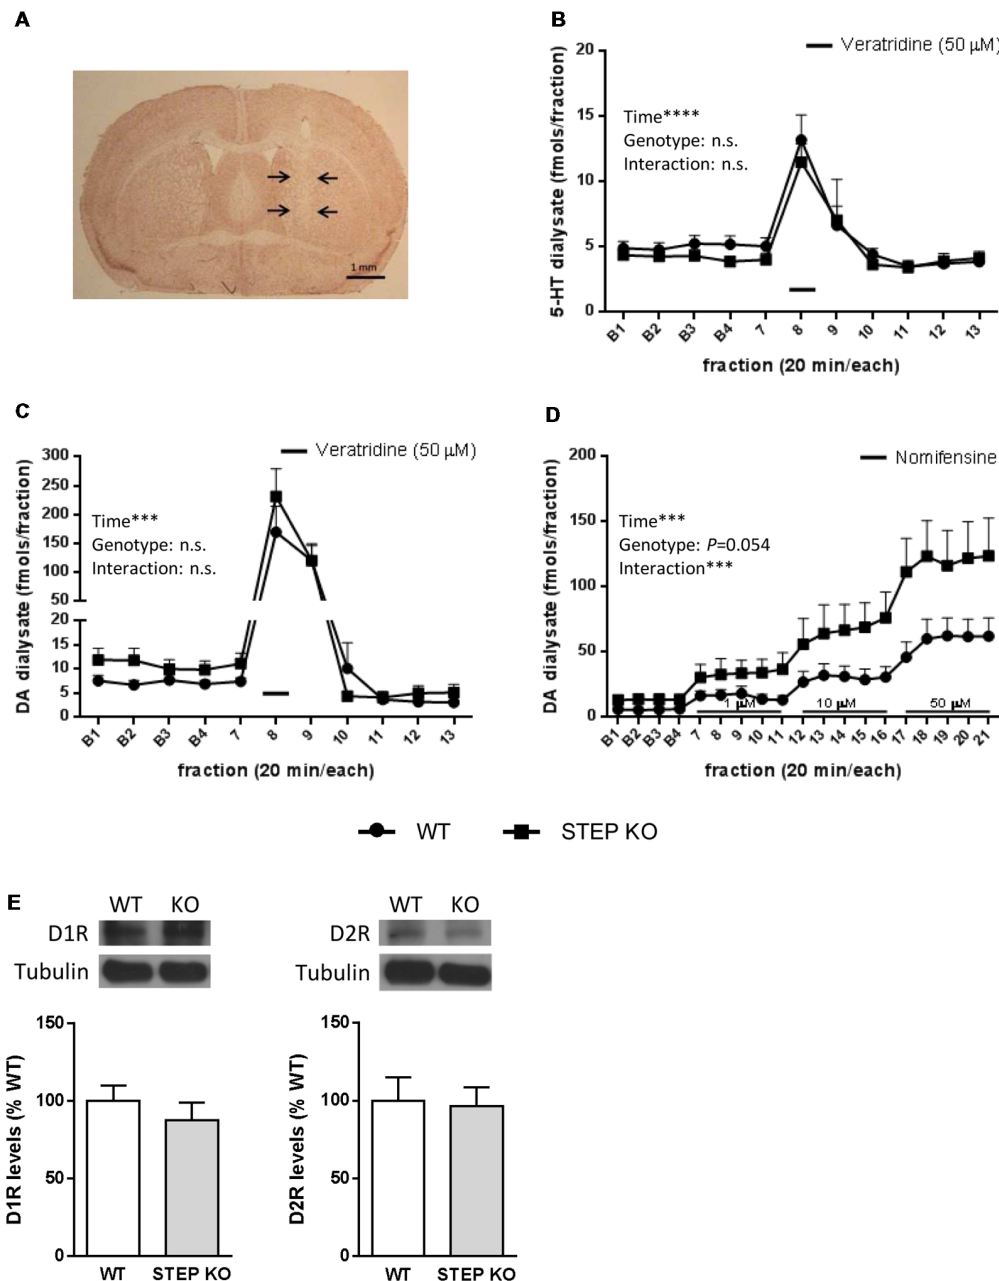 A
1 mm
B
Veratridine (50 µM)
5-HT dialysate (fmols/fraction)
20
15
10
5
0
Time****
Genotype: n.s.
Interaction: n.s.
B1 B2 B3 B4 7 8 9 10 11 12 13
fraction (20 min/each)
C
Veratridine (50 µM)
DA dialysate (fmols/fraction)
300
250
200
150
100
50
20
15
10
5
0
Time***
Genotype: n.s.
Interaction: n.s.
B1 B2 B3 B4 7 8 9 10 11 12 13
fraction (20 min/each)
D
Nomifensine
DA dialysate (fmols/fraction)
200
150
100
50
0
Time***
Genotype: P=0.054
Interaction***
1 µM 10 µM 50 µM
B1 B2 B3 B4 7 8 9 10 11 12 13 14 15 16 17 18 19 20 21
fraction (20 min/each)
WT STEP KO
E
WT KO
D1R
Tubulin
D1R levels (% WT)
150
100
50
0
WT STEP KO
WT KO
D2R
Tubulin
D2R levels (% WT)
150
100
50
0
WT STEP KO